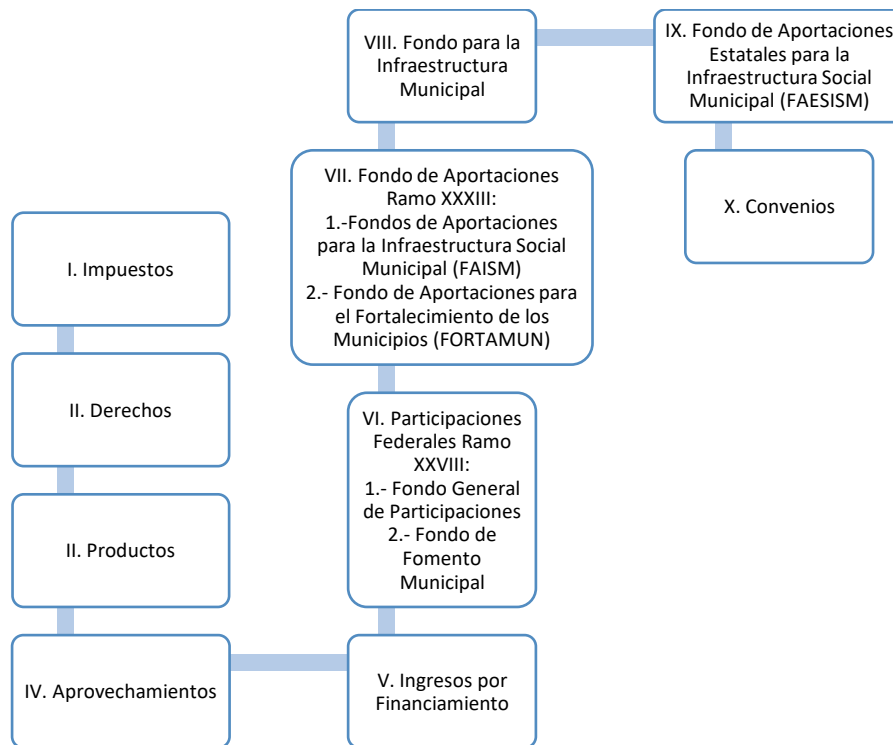 I. Impuestos
II. Derechos
II. Productos
IV. Aprovechamientos
V. Ingresos por
Financiamiento
VI. Participaciones
Federales Ramo
XXVIII:
1.- Fondo General
de Participaciones
2.- Fondo de
Fomento
Municipal
VII. Fondo de Aportaciones
Ramo XXXIII:
1.-Fondos de Aportaciones
para la Infraestructura Social
Municipal (FAISM)
2.- Fondo de Aportaciones para
el Fortalecimiento de los
Municipios (FORTAMUN)
VIII. Fondo para la
Infraestructura
Municipal
IX. Fondo de Aportaciones
Estatales para la
Infraestructura Social
Municipal (FAESISM)
X. Convenios